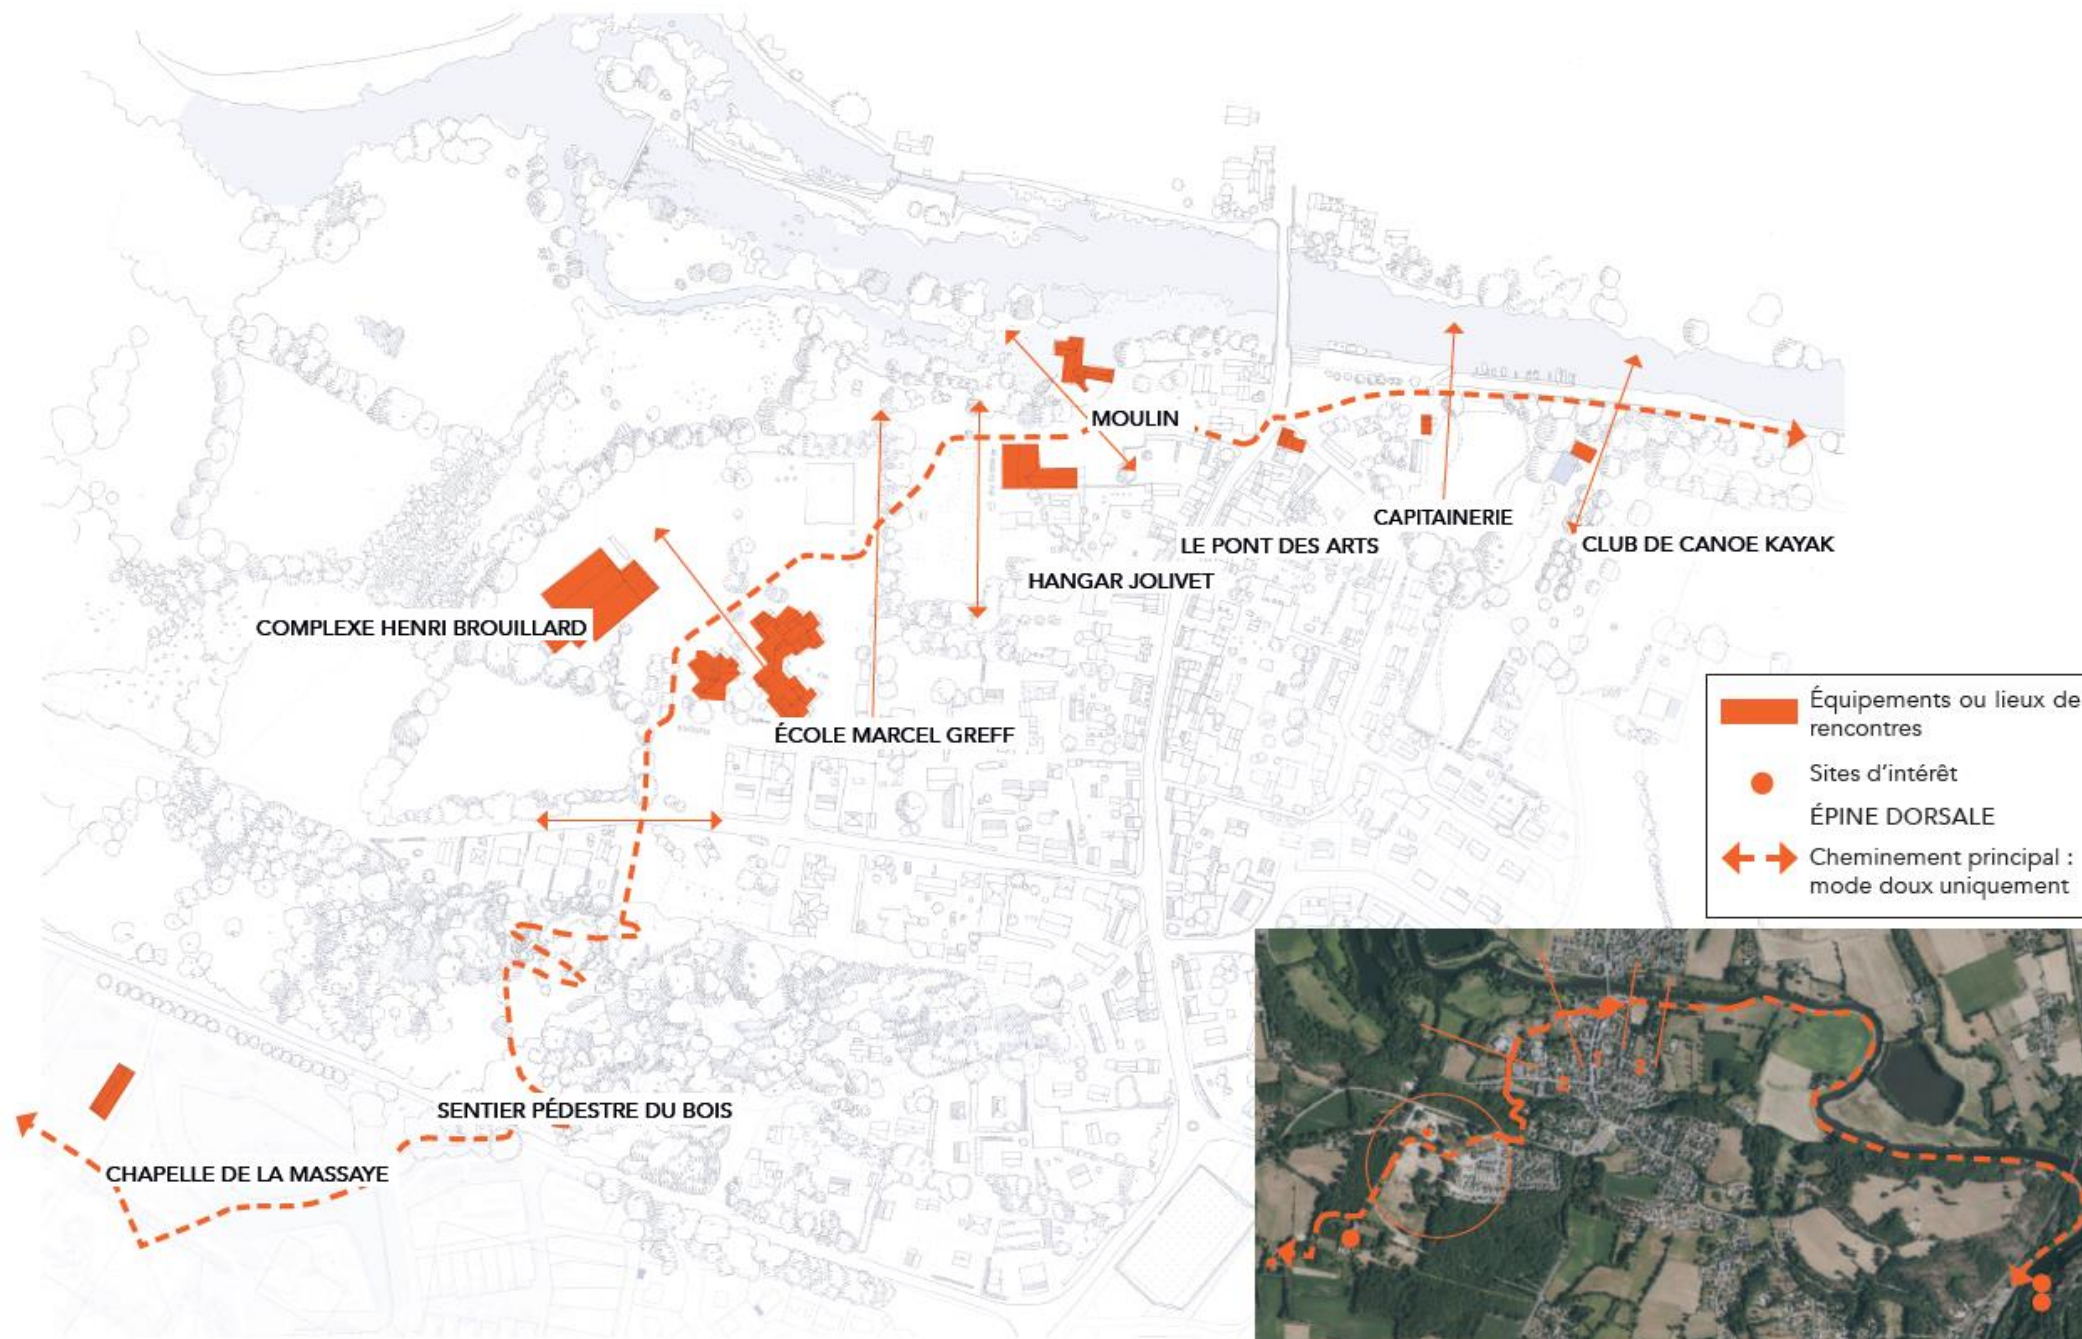 MOULIN
CAPITAINERIE
LE PONT DES ARTS
CLUB DE CANOE KAYAK
HANGAR JOLIVET
COMPLEXE HENRI BROUILLARD
ÉCOLE MARCEL GREFF
Équipements ou lieux de
rencontres
Sites d'intérêt
ÉPINE DORSALE
Cheminement principal :
mode doux uniquement
SENTIER PÉDESTRE DU BOIS
CHAPELLE DE LA MASSAYE